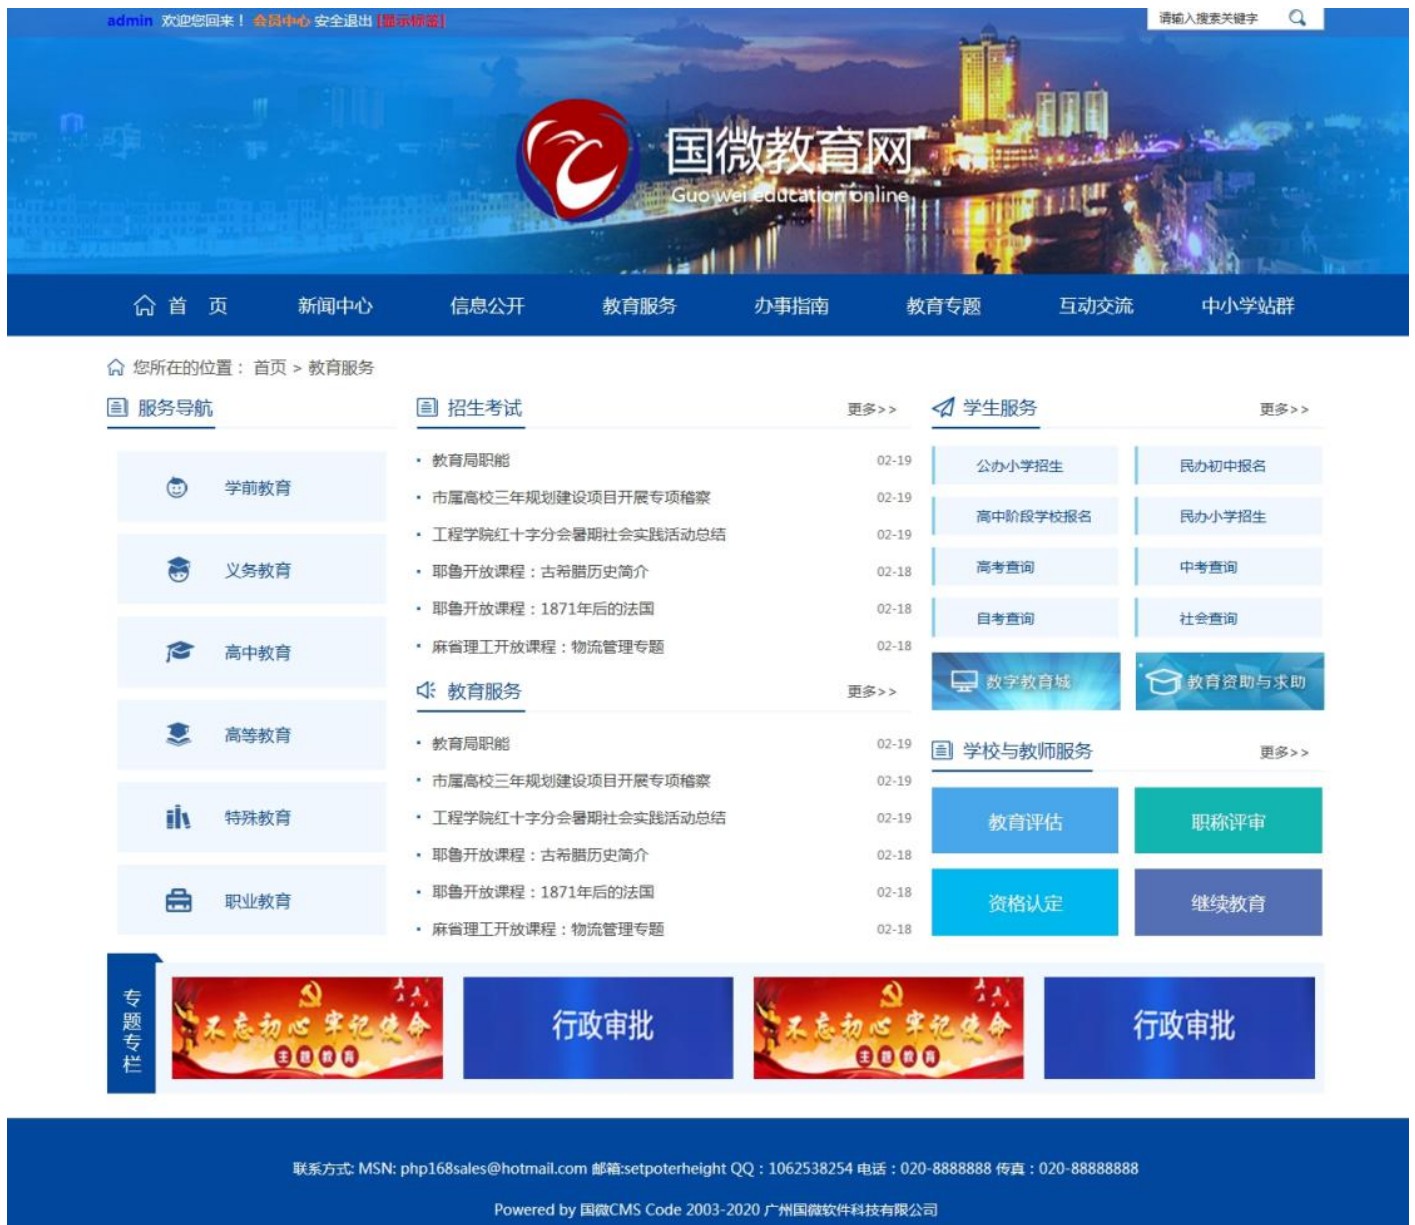 admin 欢迎您回来！ 会员中心 安全退出 [显示标签]
请输入搜素关键字
国微教育网
Guo wei education online
首 页 新闻中心 信息公开 教育服务 办事指南 教育专题 互动交流 中小学站群
您所在的位置： 首页 > 教育服务
服务导航
学前教育
义务教育
高中教育
高等教育
特殊教育
职业教育
招生考试 更多>>
教育局职能 02-19
市属高校三年规划建设项目开展专项稽察 02-19
工程学院红十字分会暑期社会实践活动总结 02-19
耶鲁开放课程：古希腊历史简介 02-18
耶鲁开放课程：1871年后的法国 02-18
麻省理工开放课程：物流管理专题 02-18
教育服务 更多>>
教育局职能 02-19
市属高校三年规划建设项目开展专项稽察 02-19
工程学院红十字分会暑期社会实践活动总结 02-19
耶鲁开放课程：古希腊历史简介 02-18
耶鲁开放课程：1871年后的法国 02-18
麻省理工开放课程：物流管理专题 02-18
学生服务 更多>>
公办小学招生 民办初中报名
高中阶段学校报名 民办小学招生
高考查询 中考查询
自考查询 社会查询
数字教育城 教育资助与求助
学校与教师服务 更多>>
教育评估 职称评审
资格认定 继续教育
专题专栏
不忘初心 牢记使命
主题教育
行政审批
不忘初心 牢记使命
主题教育
行政审批
联系方式: MSN: php168sales@hotmail.com 邮箱:setpoterheight QQ：1062538254 电话：020-8888888 传真：020-88888888
Powered by 国微CMS Code 2003-2020 广州国微软件科技有限公司